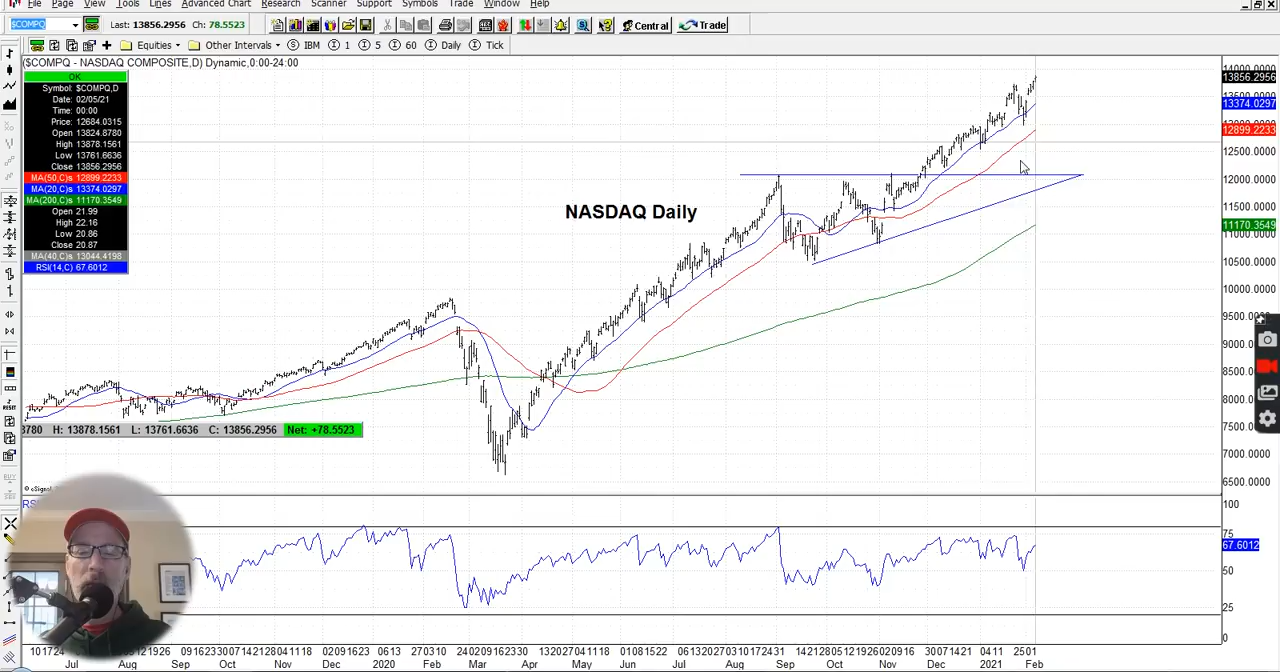 File Page View Tools Lines Advanced Chart Research Scanner Support Symbols Trade Window Help
$COMPQ Last: 13856.2956 Ch: 78.5523 Central Trade
Equities Other Intervals IBM 1 5 60 Daily Tick
($COMPQ - NASDAQ COMPOSITE,D) Dynamic,0:00-24:00
OK
Symbol: $COMPQ,D
Date: 02/05/21
Time: 00:00
Price: 12684.0315
Open 13824.8780
High 13878.1561
Low 13761.6636
Close 13856.2956
MA(50,C)s 12899.2233
MA(20,C)s 13374.0297
MA(200,C)s 11170.3549
Open 21.99
High 22.16
Low 20.86
Close 20.87
MA(40,C)s 13044.4198
RSI(14,C) 67.6012
NASDAQ Daily
14000.0000
13856.2956
13374.0297
12899.2233
12500.0000
12000.0000
11500.0000
11170.3549
11000.0000
10500.0000
10000.0000
9500.0000
9000.0000
8500.0000
8000.0000
7500.0000
7000.0000
6500.0000
3780 H: 13878.1561 L: 13761.6636 C: 13856.2956 Net: +78.5523
© eSignal
RS
100
75
67.6012
50
25
0
Jul Aug Sep Oct Nov Dec 2020 Feb Mar Apr May Jun Jul Aug Sep Oct Nov Dec 2021 Feb